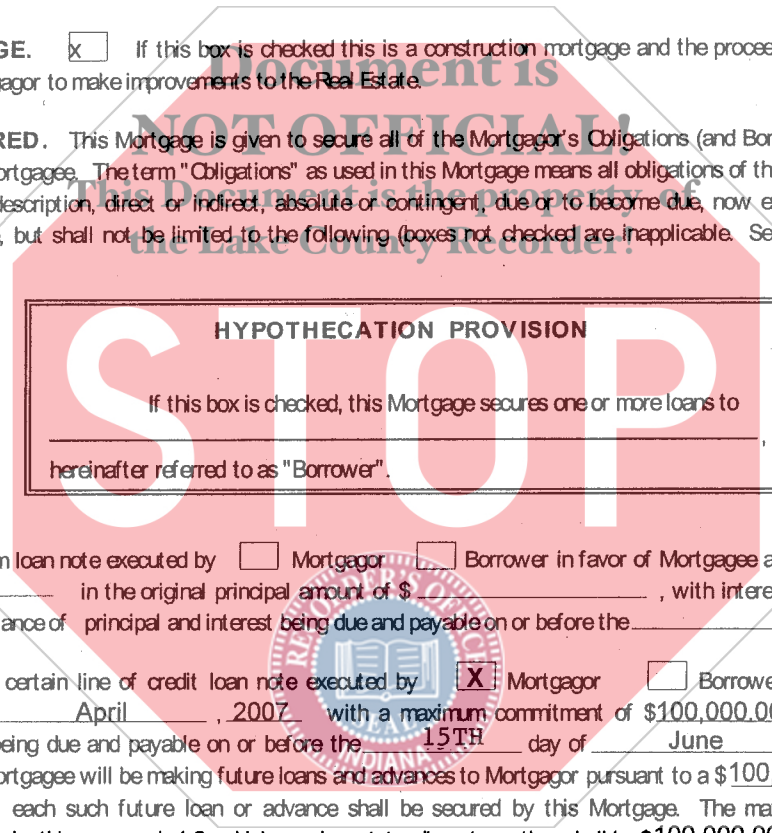 GE. x If this box is checked this is a construction mortgage and the procee
agor to make improvements to the Real Estate.
Document is
NOT OFFICIAL!
This Document is the property of
the Lake County Recorder!
RED. This Mortgage is given to secure all of the Mortgagor's Obligations (and Bor
ortgagee. The term "Obligations" as used in this Mortgage means all obligations of th
description, direct or indirect, absolute or contingent, due or to become due, now e
, but shall not be limited to the following (boxes not checked are inapplicable. Se
STOP
HYPOTHECATION PROVISION
If this box is checked, this Mortgage secures one or more loans to
,
hereinafter referred to as "Borrower".
m loan note executed by Mortgagor Borrower in favor of Mortgagee a
in the original principal amount of $ , with intere
ance of principal and interest being due and payable on or before the
certain line of credit loan note executed by X Mortgagor Borrowe
April , 2007 with a maximum commitment of $100,000.00
eing due and payable on or before the 15TH day of June
ortgagee will be making future loans and advances to Mortgagor pursuant to a $100
each such future loan or advance shall be secured by this Mortgage. The ma
RECORDER'S OFFICE
SEAL
INDIANA